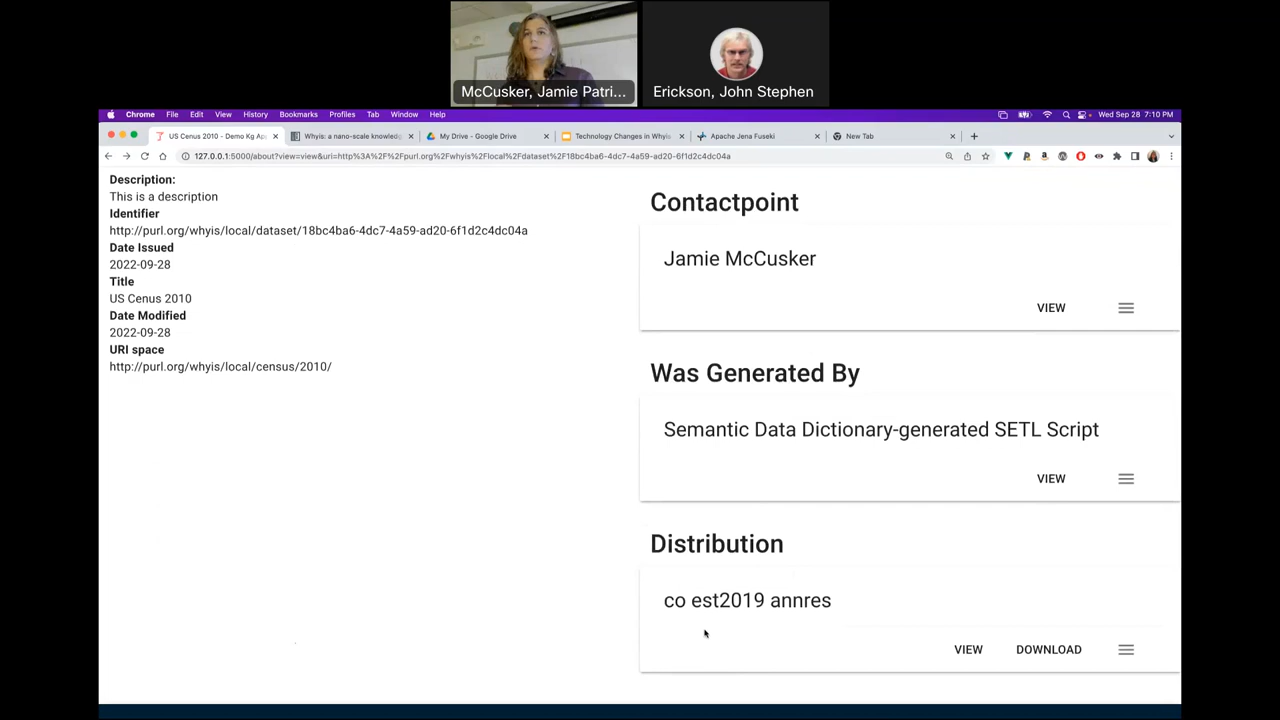 McCusker, Jamie Patri...
Erickson, John Stephen
Chrome File Edit View History Bookmarks Profiles Tab Window Help
Wed Sep 28 7:10 PM
US Cenus 2010 - Demo Kg Ap
Whyis: a nano-scale knowledg
My Drive - Google Drive
Technology Changes in Whyis
Apache Jena Fuseki
New Tab
127.0.0.1:5000/about?view=view&uri=http%3A%2F%2Fpurl.org%2Fwhyis%2Flocal%2Fdataset%2F18bc4ba6-4dc7-4a59-ad20-6f1d2c4dc04a
Description:
This is a description
Identifier
http://purl.org/whyis/local/dataset/18bc4ba6-4dc7-4a59-ad20-6f1d2c4dc04a
Date Issued
2022-09-28
Title
US Cenus 2010
Date Modified
2022-09-28
URI space
http://purl.org/whyis/local/census/2010/
Contactpoint
Jamie McCusker
VIEW
Was Generated By
Semantic Data Dictionary-generated SETL Script
VIEW
Distribution
co est2019 annres
VIEW DOWNLOAD